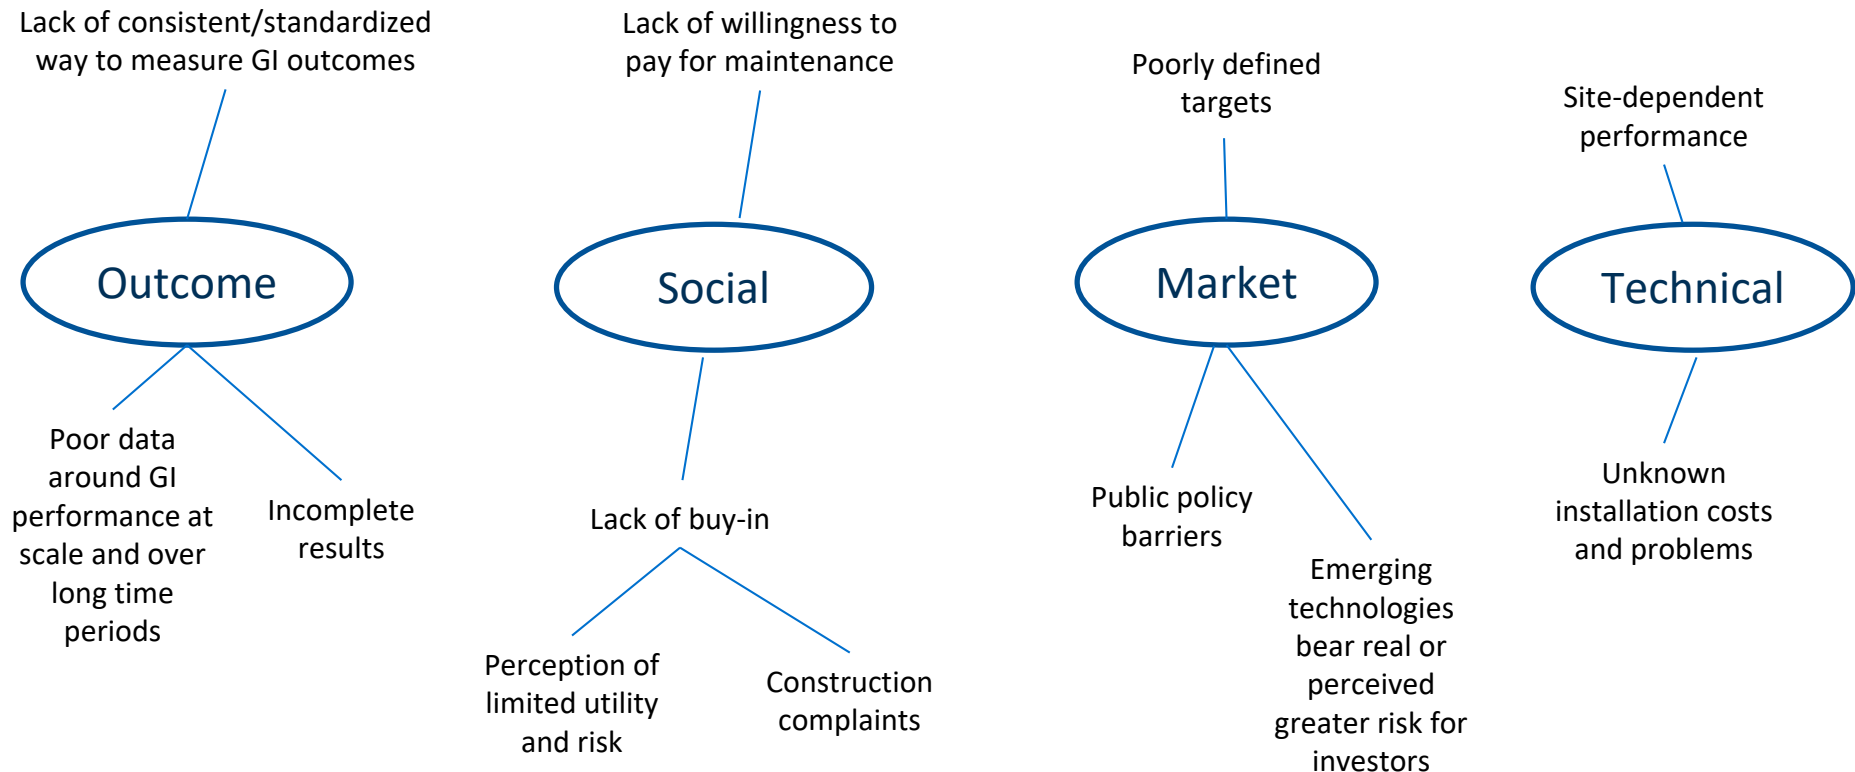 Lack of consistent/standardized
way to measure GI outcomes
Outcome
Poor data
around GI
performance at
scale and over
long time
periods
Incomplete
results
Lack of willingness to
pay for maintenance
Social
Lack of buy-in
Perception of
limited utility
and risk
Construction
complaints
Poorly defined
targets
Market
Public policy
barriers
Emerging
technologies
bear real or
perceived
greater risk for
investors
Site-dependent
performance
Technical
Unknown
installation costs
and problems